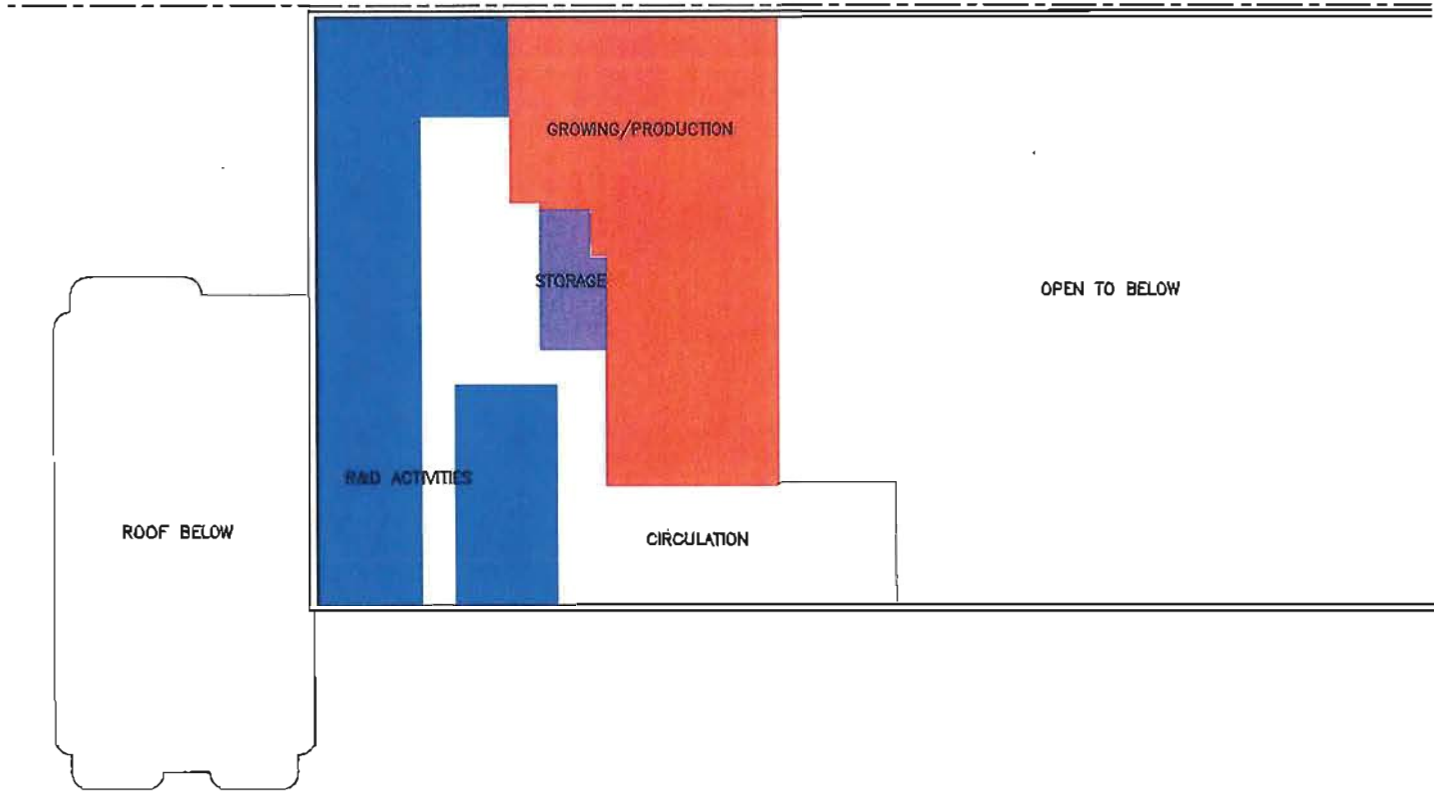 GROWING/PRODUCTION
STORAGE
OPEN TO BELOW
R&D ACTIVITIES
ROOF BELOW
CIRCULATION